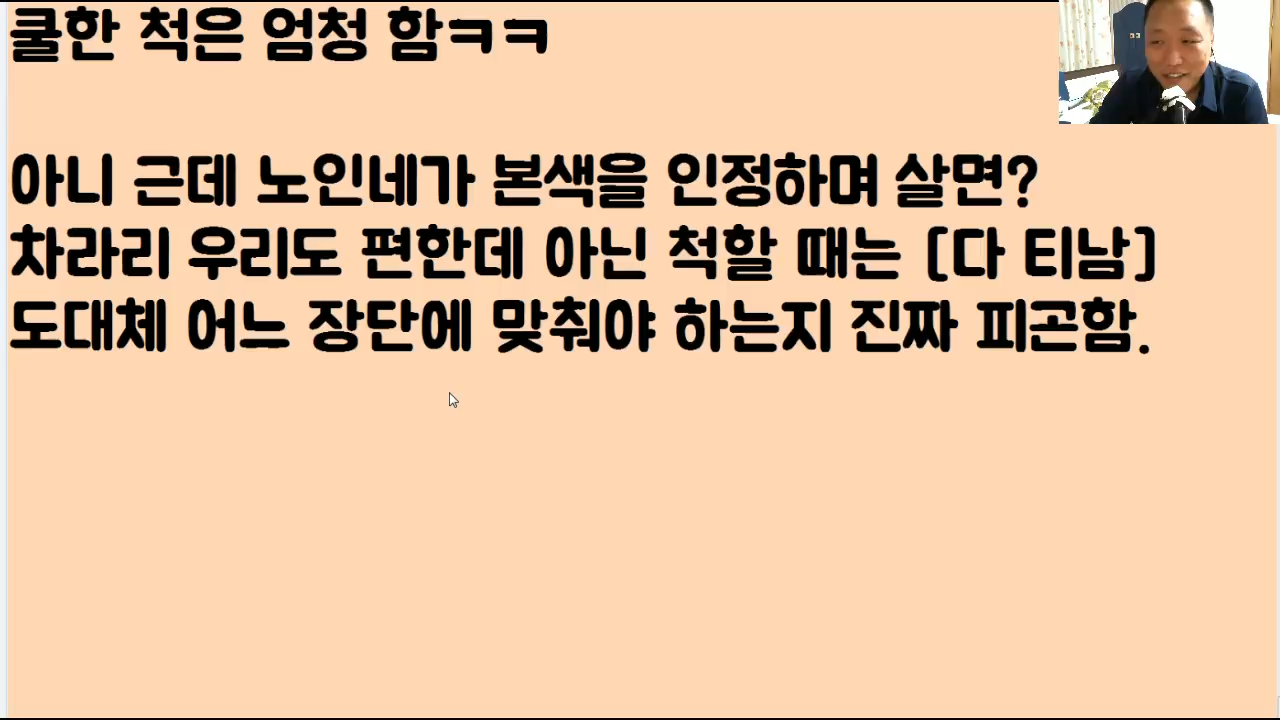 쿨한 척은 엄청 함ㅋㅋ
아니 근데 노인네가 본색을 인정하며 살면?
차라리 우리도 편한데 아닌 척할 때는 [다 티남]
도대체 어느 장단에 맞춰야 하는지 진짜 피곤함.